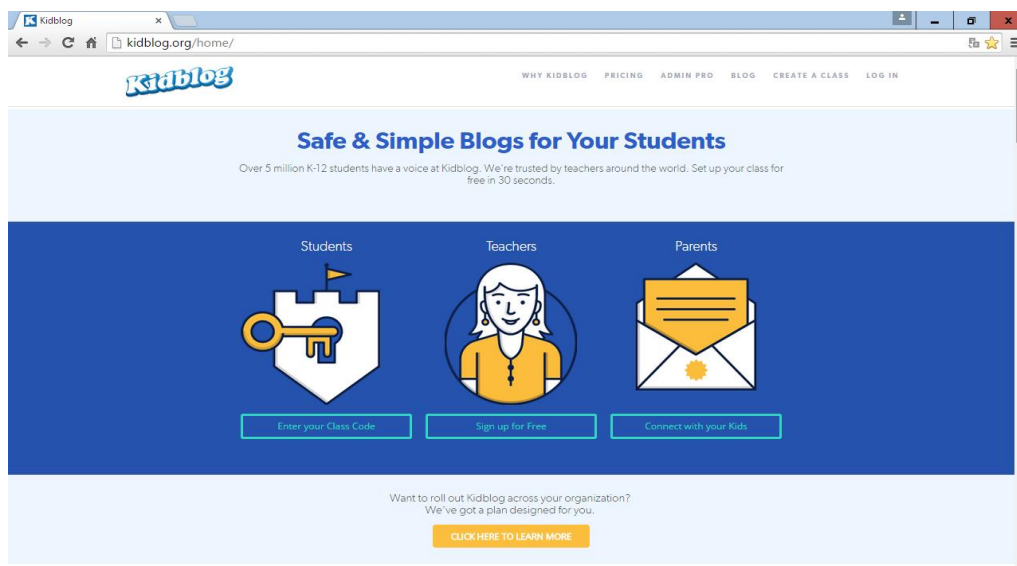 Kidblog
kidblog.org/home/
Kidblog
WHY KIDBLOG PRICING ADMIN PRO BLOG CREATE A CLASS LOG IN
Safe & Simple Blogs for Your Students
Over 5 million K-12 students have a voice at Kidblog. We're trusted by teachers around the world. Set up your class for
free in 30 seconds.
Students Teachers Parents
Enter your Class Code Sign up for Free Connect with your Kids
Want to roll out Kidblog across your organization?
We've got a plan designed for you.
CLICK HERE TO LEARN MORE